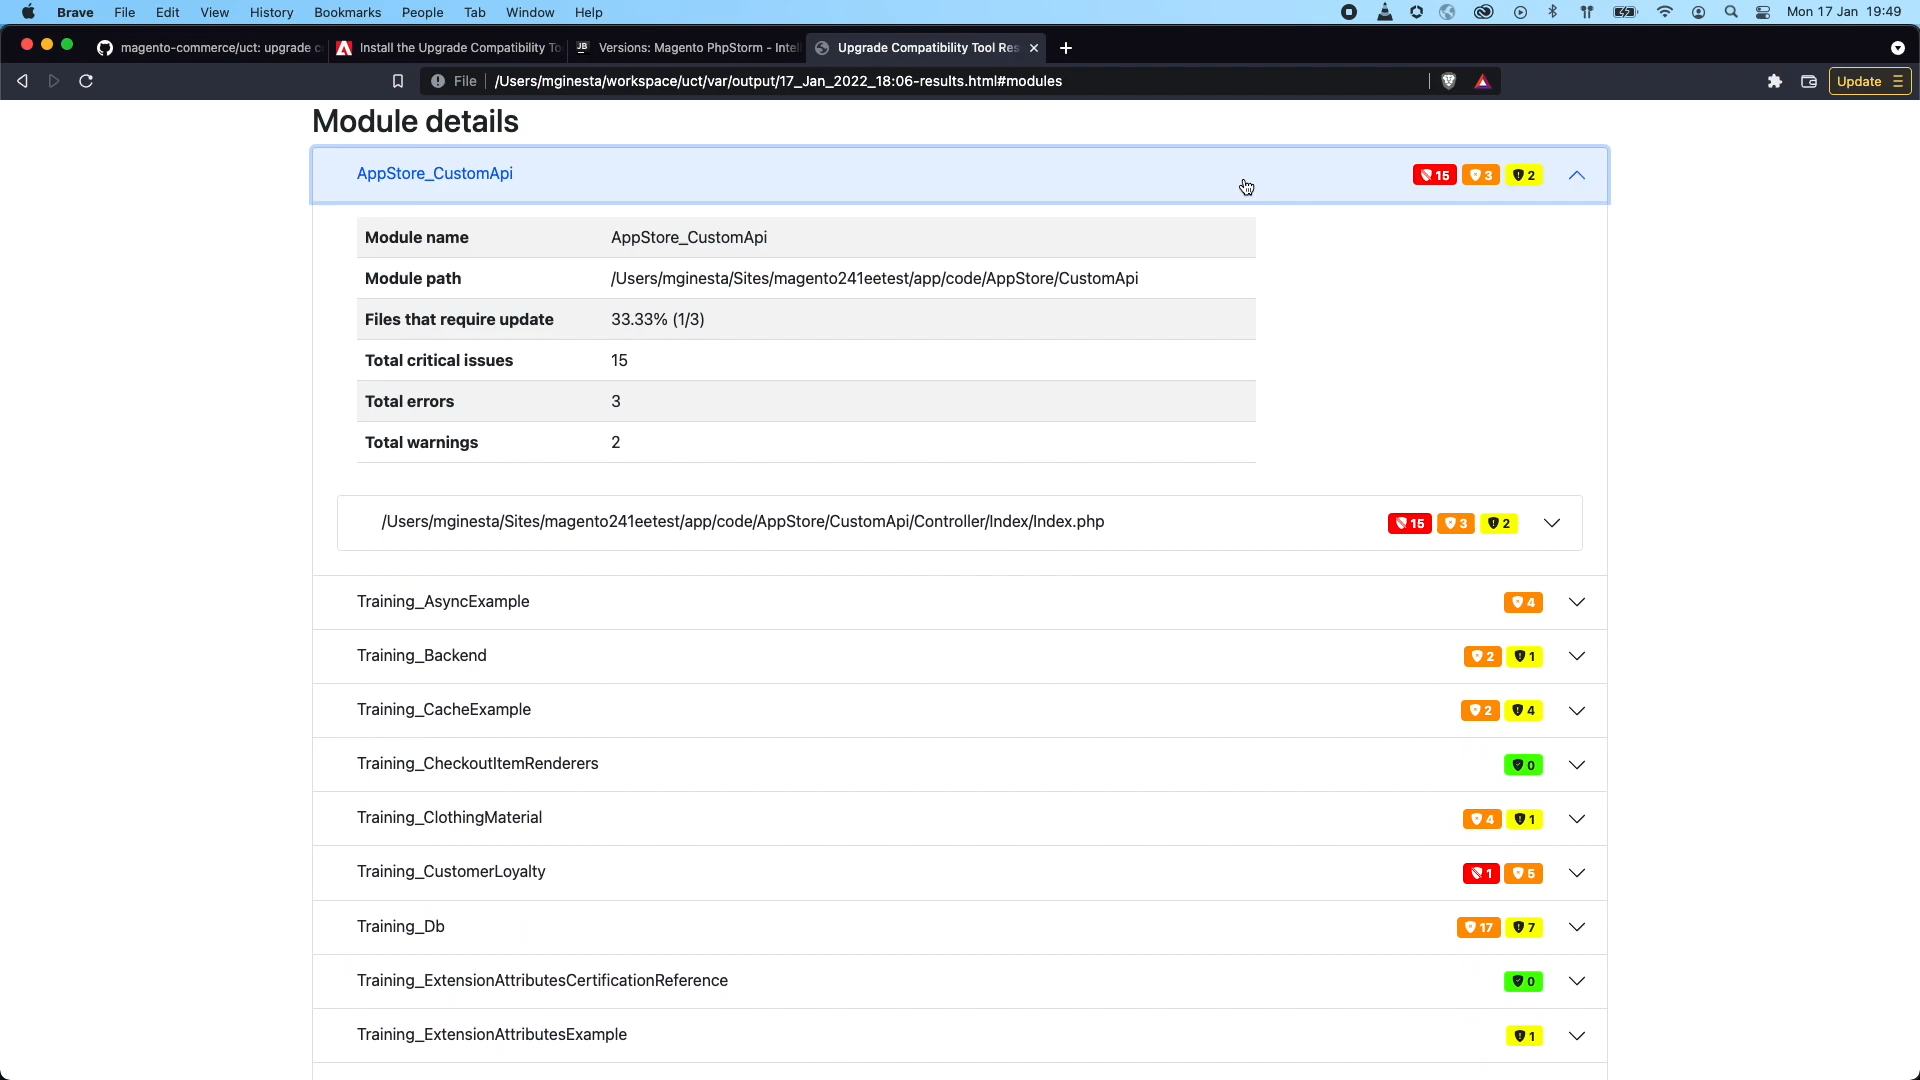 Brave File Edit View History Bookmarks People Tab Window Help Mon 17 Jan 19:49
magento-commerce/uct: upgrade c Install the Upgrade Compatibility To JB Versions: Magento PhpStorm - Intel Upgrade Compatibility Tool Res
File /Users/mginesta/workspace/uct/var/output/17_Jan_2022_18:06-results.html#modules Update
Module details
AppStore_CustomApi 15 3 2
Module name AppStore_CustomApi
Module path /Users/mginesta/Sites/magento241eetest/app/code/AppStore/CustomApi
Files that require update 33.33% (1/3)
Total critical issues 15
Total errors 3
Total warnings 2
/Users/mginesta/Sites/magento241eetest/app/code/AppStore/CustomApi/Controller/Index/Index.php 15 3 2
Training_AsyncExample 4
Training_Backend 2 1
Training_CacheExample 2 4
Training_CheckoutItemRenderers 0
Training_ClothingMaterial 4 1
Training_CustomerLoyalty 1 5
Training_Db 17 7
Training_ExtensionAttributesCertificationReference 0
Training_ExtensionAttributesExample 1